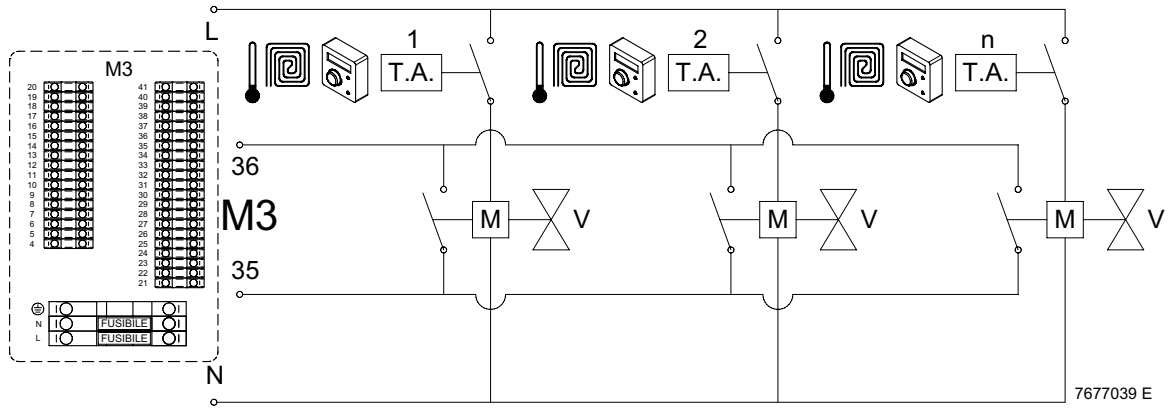 L
1
2
n
T.A.
T.A.
T.A.
M3
20
19
18
17
16
15
14
13
12
11
10
9
8
7
6
5
4
41
40
39
38
37
36
35
34
33
32
31
30
29
28
27
26
25
24
23
22
21
36
M3
35
M
V
M
V
M
V
N FUSIBILE
L FUSIBILE
N
7677039 E